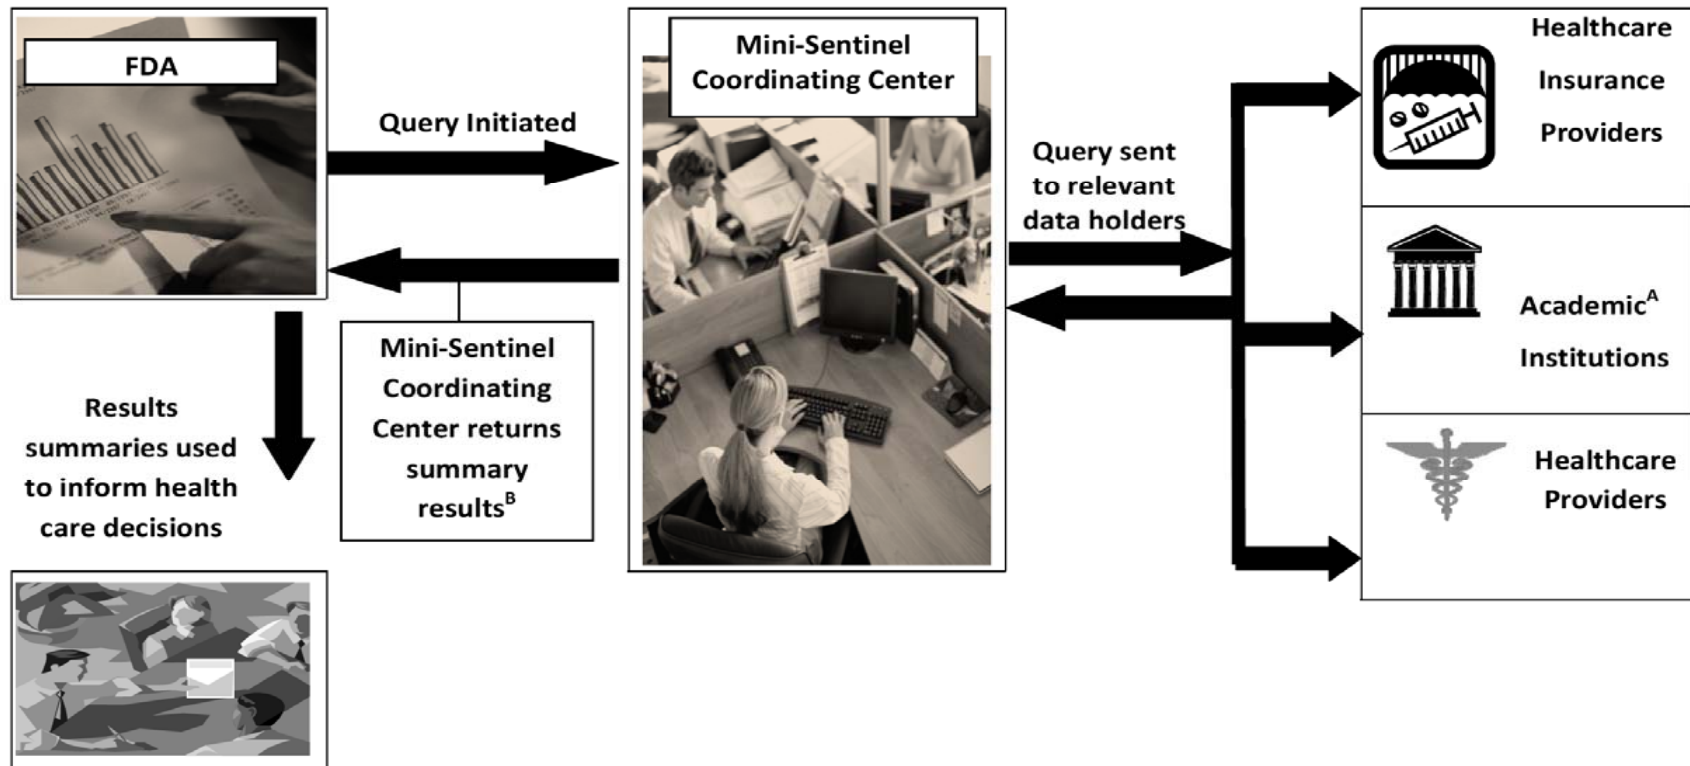 FDA
Query Initiated
Mini-Sentinel
Coordinating
Center returns
summary
results^B
Results
summaries used
to inform health
care decisions
Mini-Sentinel
Coordinating Center
Query sent
to relevant
data holders
Healthcare
Insurance
Providers
Academic^A
Institutions
Healthcare
Providers